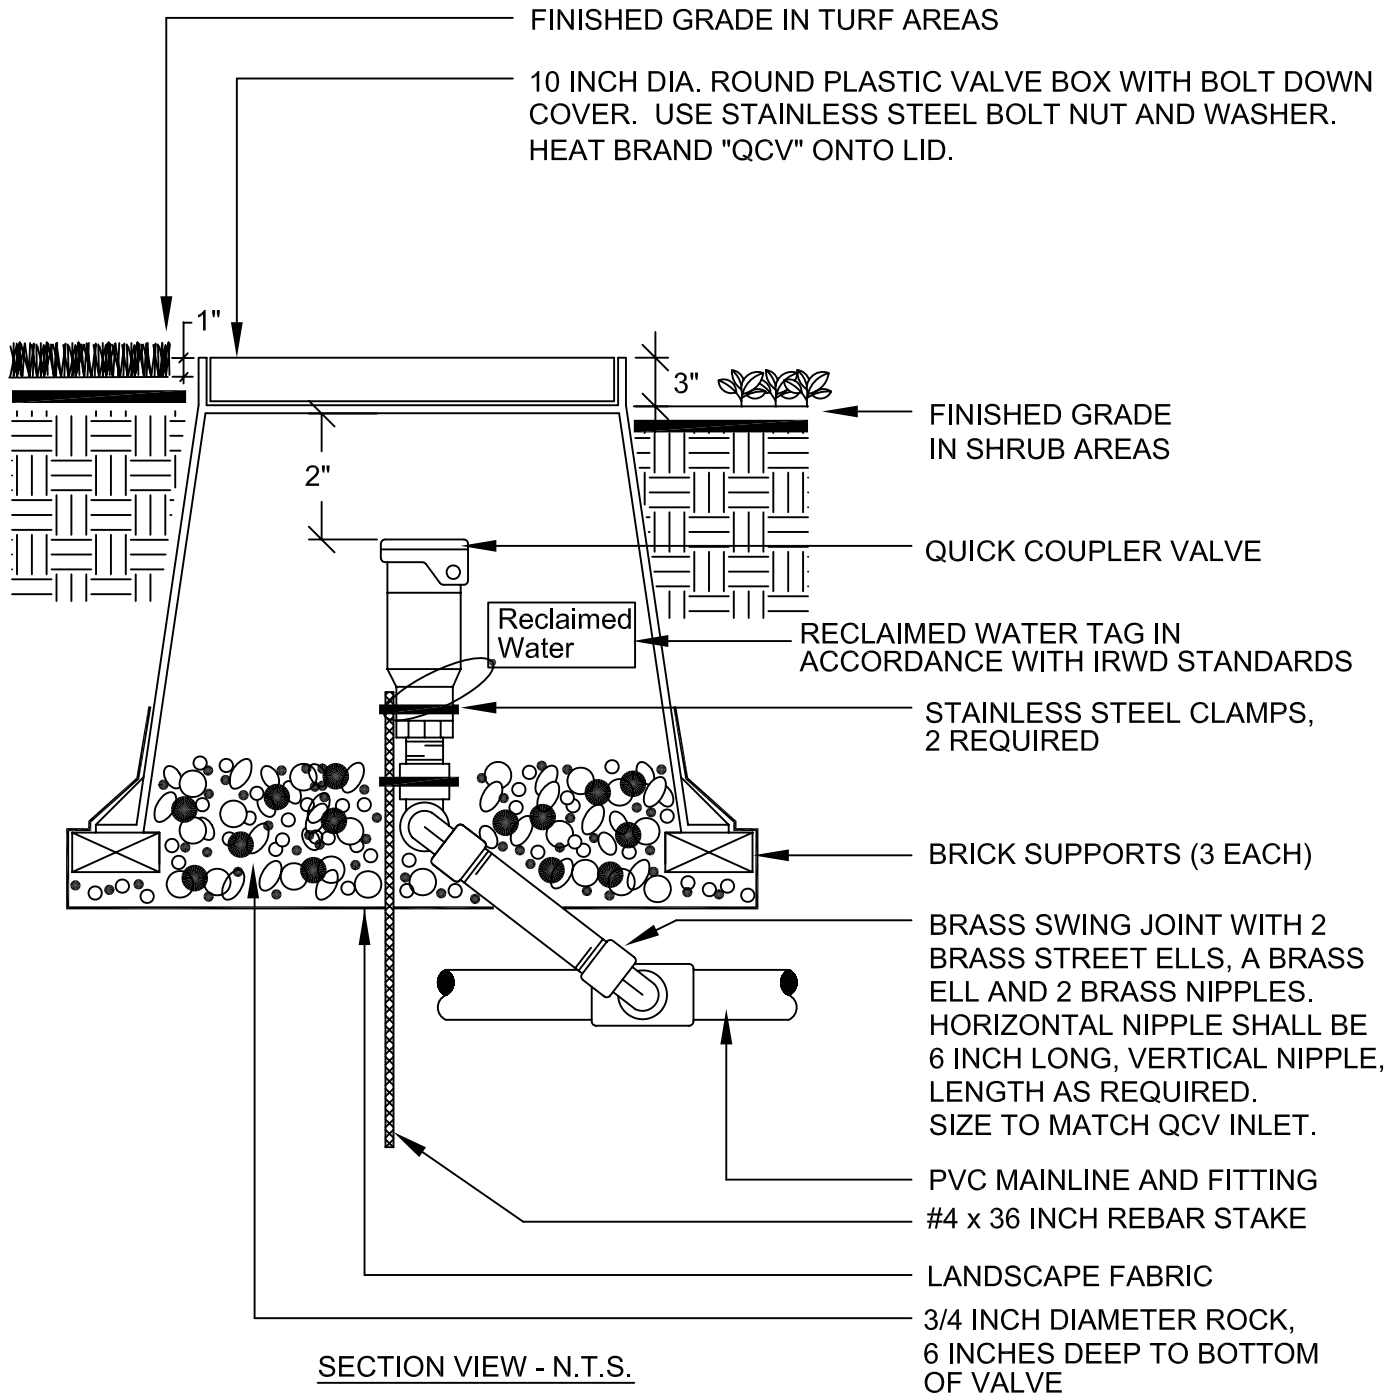 FINISHED GRADE IN TURF AREAS
10 INCH DIA. ROUND PLASTIC VALVE BOX WITH BOLT DOWN
COVER. USE STAINLESS STEEL BOLT NUT AND WASHER.
HEAT BRAND "QCV" ONTO LID.
1"
3"
FINISHED GRADE
IN SHRUB AREAS
2"
QUICK COUPLER VALVE
Reclaimed
Water
RECLAIMED WATER TAG IN
ACCORDANCE WITH IRWD STANDARDS
STAINLESS STEEL CLAMPS,
2 REQUIRED
BRICK SUPPORTS (3 EACH)
BRASS SWING JOINT WITH 2
BRASS STREET ELLS, A BRASS
ELL AND 2 BRASS NIPPLES.
HORIZONTAL NIPPLE SHALL BE
6 INCH LONG, VERTICAL NIPPLE,
LENGTH AS REQUIRED.
SIZE TO MATCH QCV INLET.
PVC MAINLINE AND FITTING
#4 x 36 INCH REBAR STAKE
LANDSCAPE FABRIC
3/4 INCH DIAMETER ROCK,
6 INCHES DEEP TO BOTTOM
OF VALVE
SECTION VIEW - N.T.S.